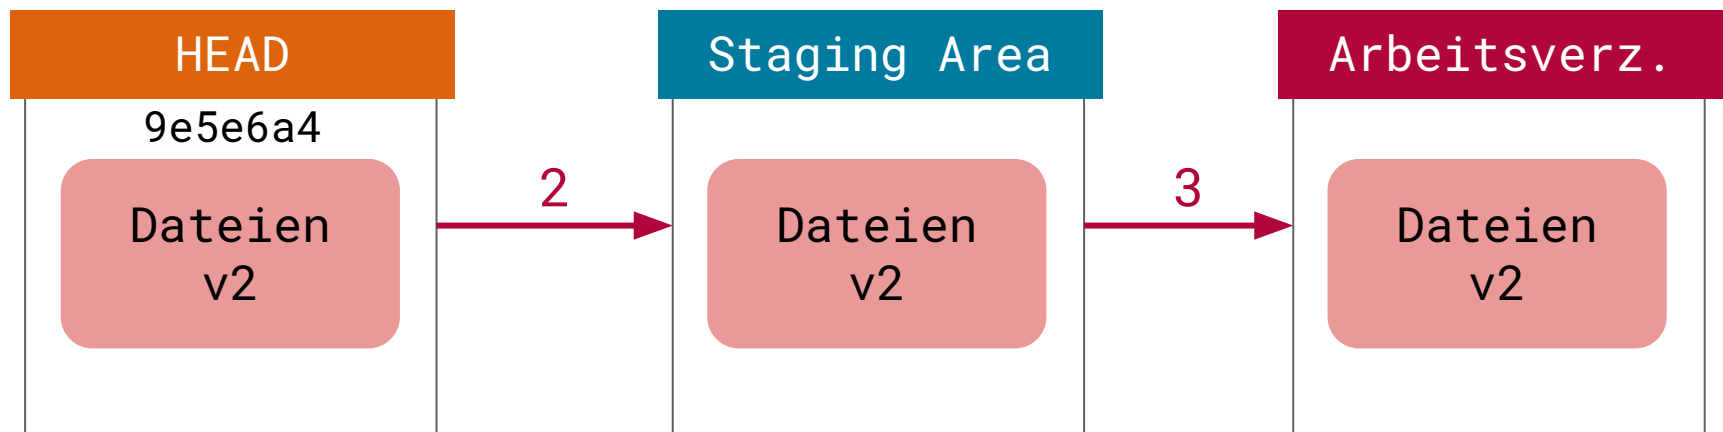 HEAD
Staging Area
Arbeitsverz.
9e5e6a4
Dateien
v2
2
Dateien
v2
3
Dateien
v2